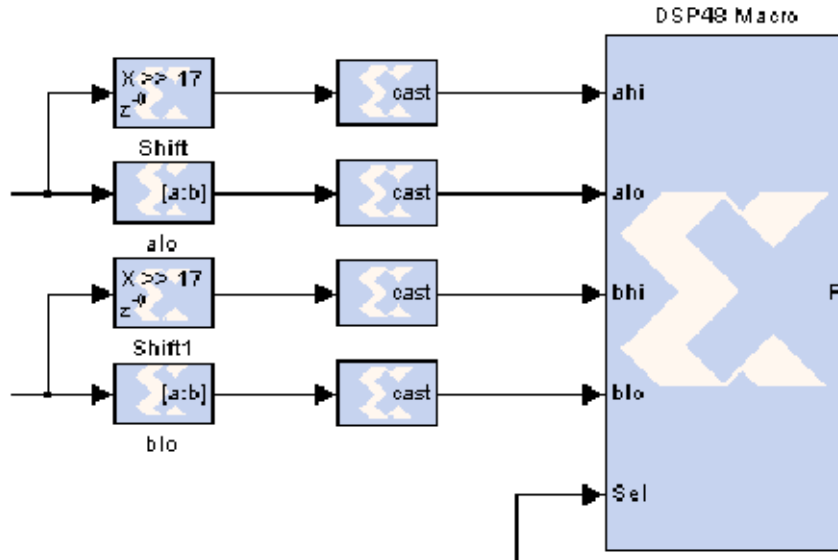 DSP48 Macro
X >> 17
z-0
cast
ahi
Shift
[a:b]
cast
alo
alo
X >> 17
z-0
cast
bhi
R
Shift1
[a:b]
cast
blo
blo
Sel